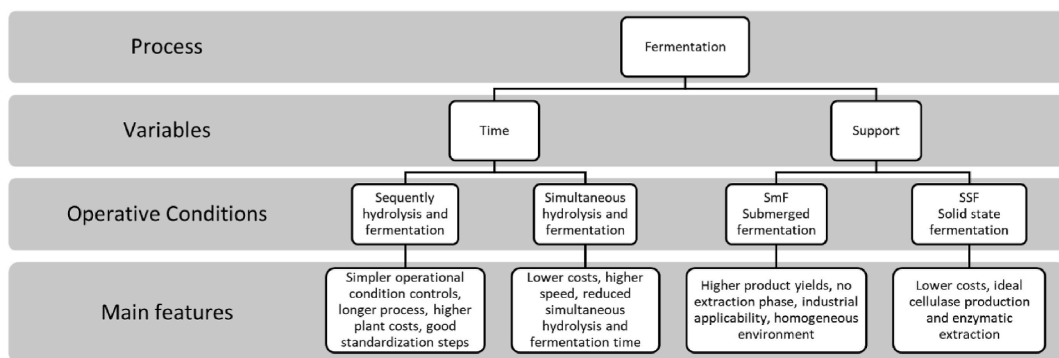 Process
Fermentation
Variables
Time
Support
Operative Conditions
Sequently
hydrolysis and
fermentation
Simultaneous
hydrolysis and
fermentation
SmF
Submerged
fermentation
SSF
Solid state
fermentation
Main features
Simpler operational
condition controls,
longer process, higher
plant costs, good
standardization steps
Lower costs, higher
speed, reduced
simultaneous
hydrolysis and
fermentation time
Higher product yields, no
extraction phase, industrial
applicability, homogeneous
environment
Lower costs, ideal
cellulase production
and enzymatic
extraction